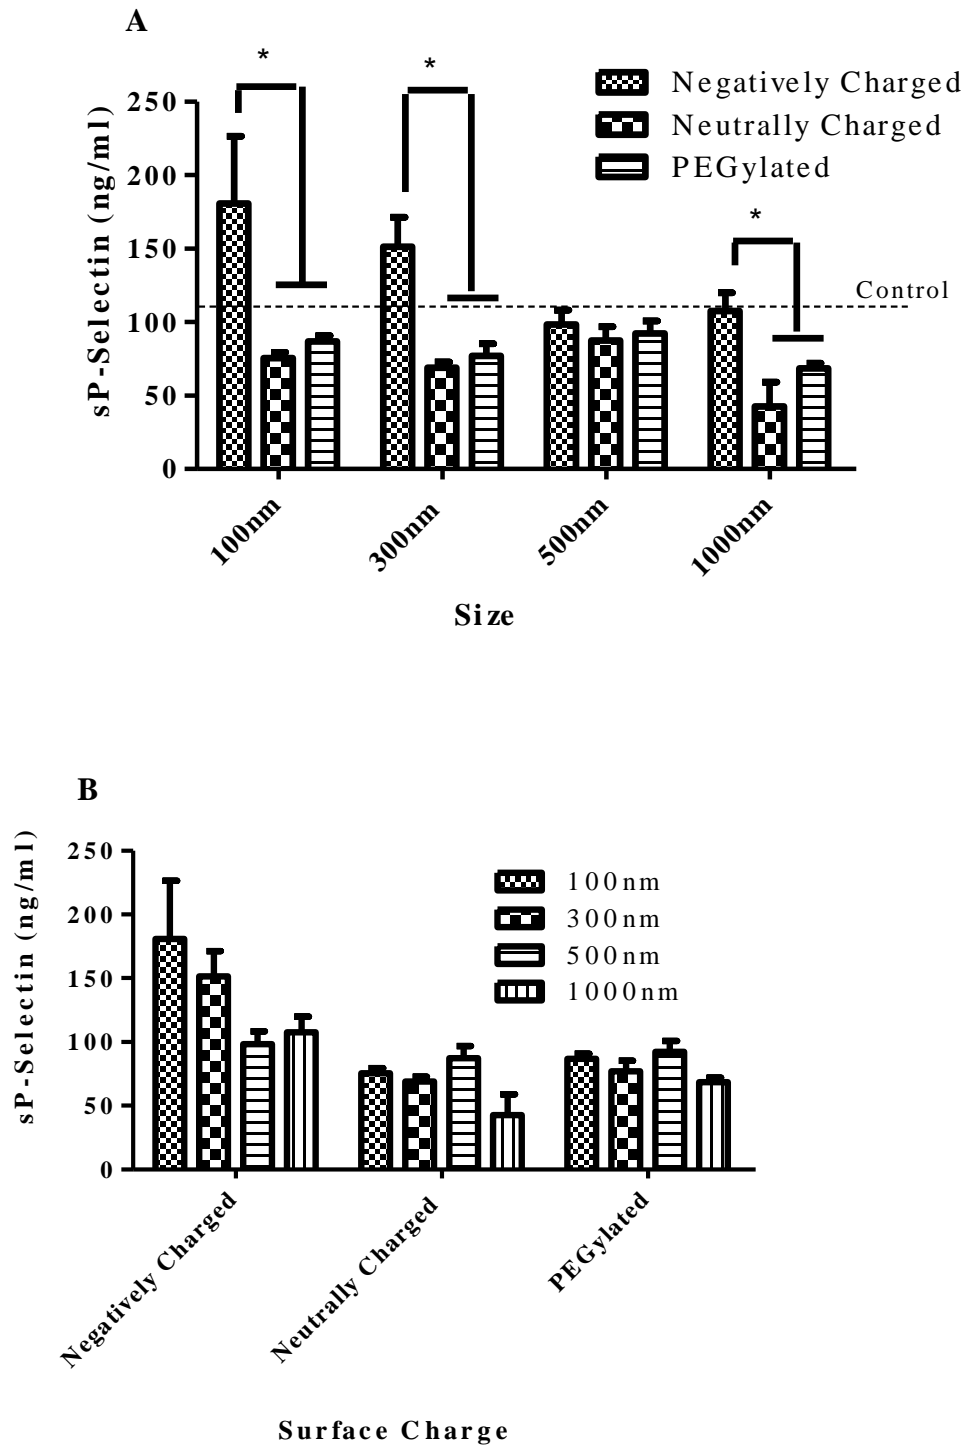 A
*
*
*
Negatively Charged
Neutrally Charged
PEGylated
Control
sP-Selectin (ng/ml)
250
200
150
100
50
0
100nm
300nm
500nm
1000nm
Size
B
sP-Selectin (ng/ml)
250
200
150
100
50
0
100nm
300nm
500nm
1000nm
Negatively Charged
Neutrally Charged
PEGylated
Surface Charge